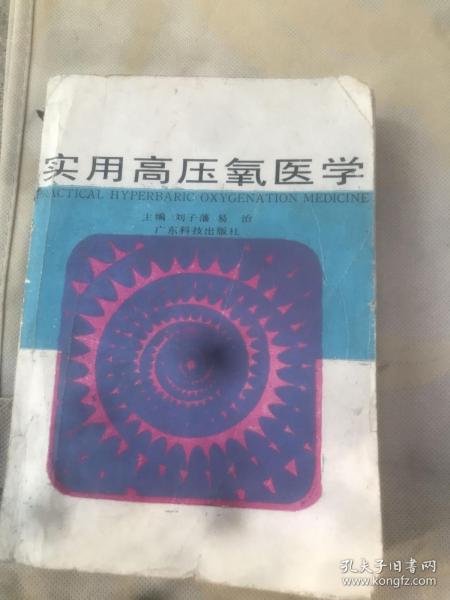 实用高压氧医学
PRACTICAL HYPERBARIC OXYGENATION MEDICINE
主编 刘子藩 易 治
广东科技出版社
孔夫子旧书网
www.kongfz.com